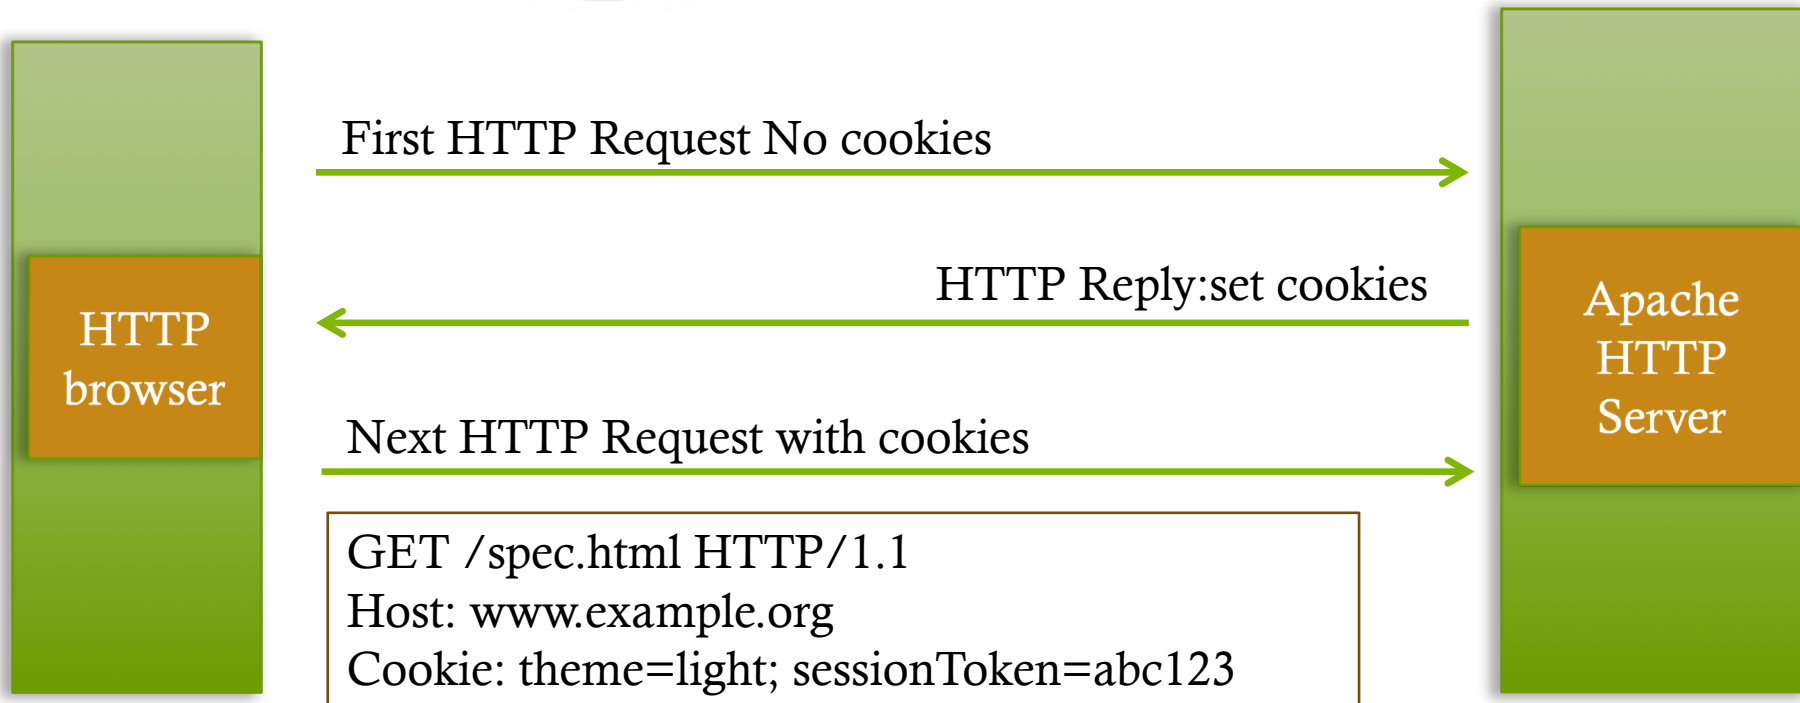 First HTTP Request No cookies
HTTP Reply:set cookies
HTTP
browser
Apache
HTTP
Server
Next HTTP Request with cookies
GET /spec.html HTTP/1.1
Host: www.example.org
Cookie: theme=light; sessionToken=abc123